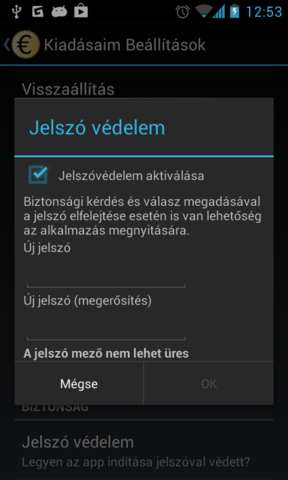 12:53
Kiadásaim Beállítások
Visszaállítás
Jelszó védelem
Jelszóvédelem aktiválása
Biztonsági kérdés és válasz megadásával
a jelszó elfelejtése esetén is van lehetőség
az alkalmazás megnyitására.
Új jelszó
Új jelszó (megerősítés)
A jelszó mező nem lehet üres
Mégse
OK
BIZTONSÁG
Jelszó védelem
Legyen az app indítása jelszóval védett?